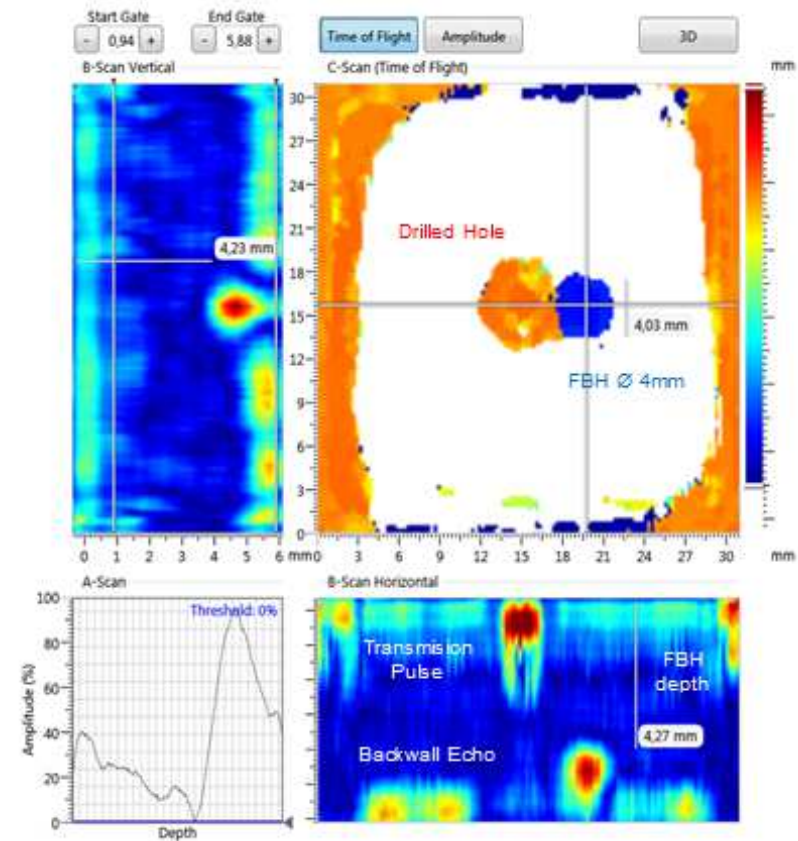 Start Gate
End Gate
- 0,94 +
- 5,88 +
Time of Flight
Amplitude
3D
B-Scan Vertical
C-Scan (Time of Flight)
mm
30
27
24
21
18
15
12
9
6
3
0
4,23 mm
Drilled Hole
4,03 mm
FBH Ø 4mm
0 1 2 3 4 5 6 mm
0 3 6 9 12 15 18 21 24 27 30 mm
A-Scan
B-Scan Horizontal
100
80
60
40
20
0
Amplitude (%)
Threshold: 0%
Depth
Transmision
Pulse
FBH
depth
4,27 mm
Backwall Echo